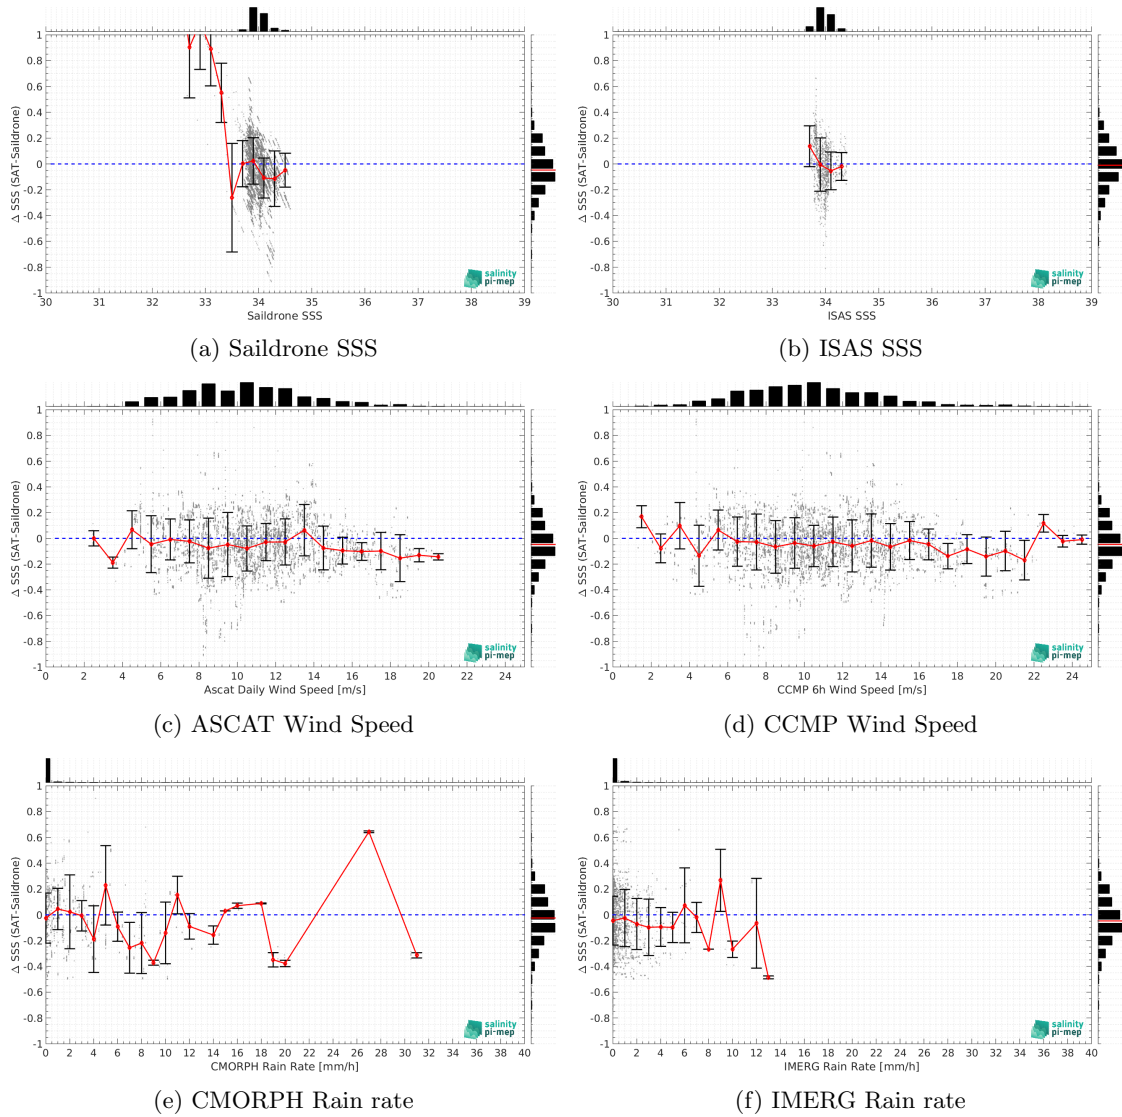 1
0.8
0.6
0.4
0.2
0
-0.2
-0.4
-0.6
-0.8
-1
Δ SSS (SAT-Saildrone)
30 31 32 33 34 35 36 37 38 39
Saildrone SSS
salinity
pi-mep
(a) Saildrone SSS
1
0.8
0.6
0.4
0.2
0
-0.2
-0.4
-0.6
-0.8
-1
Δ SSS (SAT-Saildrone)
30 31 32 33 34 35 36 37 38 39
ISAS SSS
salinity
pi-mep
(b) ISAS SSS
1
0.8
0.6
0.4
0.2
0
-0.2
-0.4
-0.6
-0.8
-1
Δ SSS (SAT-Saildrone)
0 2 4 6 8 10 12 14 16 18 20 22 24
Ascat Daily Wind Speed [m/s]
salinity
pi-mep
(c) ASCAT Wind Speed
1
0.8
0.6
0.4
0.2
0
-0.2
-0.4
-0.6
-0.8
-1
Δ SSS (SAT-Saildrone)
0 2 4 6 8 10 12 14 16 18 20 22 24
CCMP 6h Wind Speed [m/s]
salinity
pi-mep
(d) CCMP Wind Speed
1
0.8
0.6
0.4
0.2
0
-0.2
-0.4
-0.6
-0.8
-1
Δ SSS (SAT-Saildrone)
0 2 4 6 8 10 12 14 16 18 20 22 24 26 28 30 32 34 36 38 40
CMORPH Rain Rate [mm/h]
salinity
pi-mep
(e) CMORPH Rain rate
1
0.8
0.6
0.4
0.2
0
-0.2
-0.4
-0.6
-0.8
-1
Δ SSS (SAT-Saildrone)
0 2 4 6 8 10 12 14 16 18 20 22 24 26 28 30 32 34 36 38 40
IMERG Rain Rate [mm/h]
salinity
pi-mep
(f) IMERG Rain rate